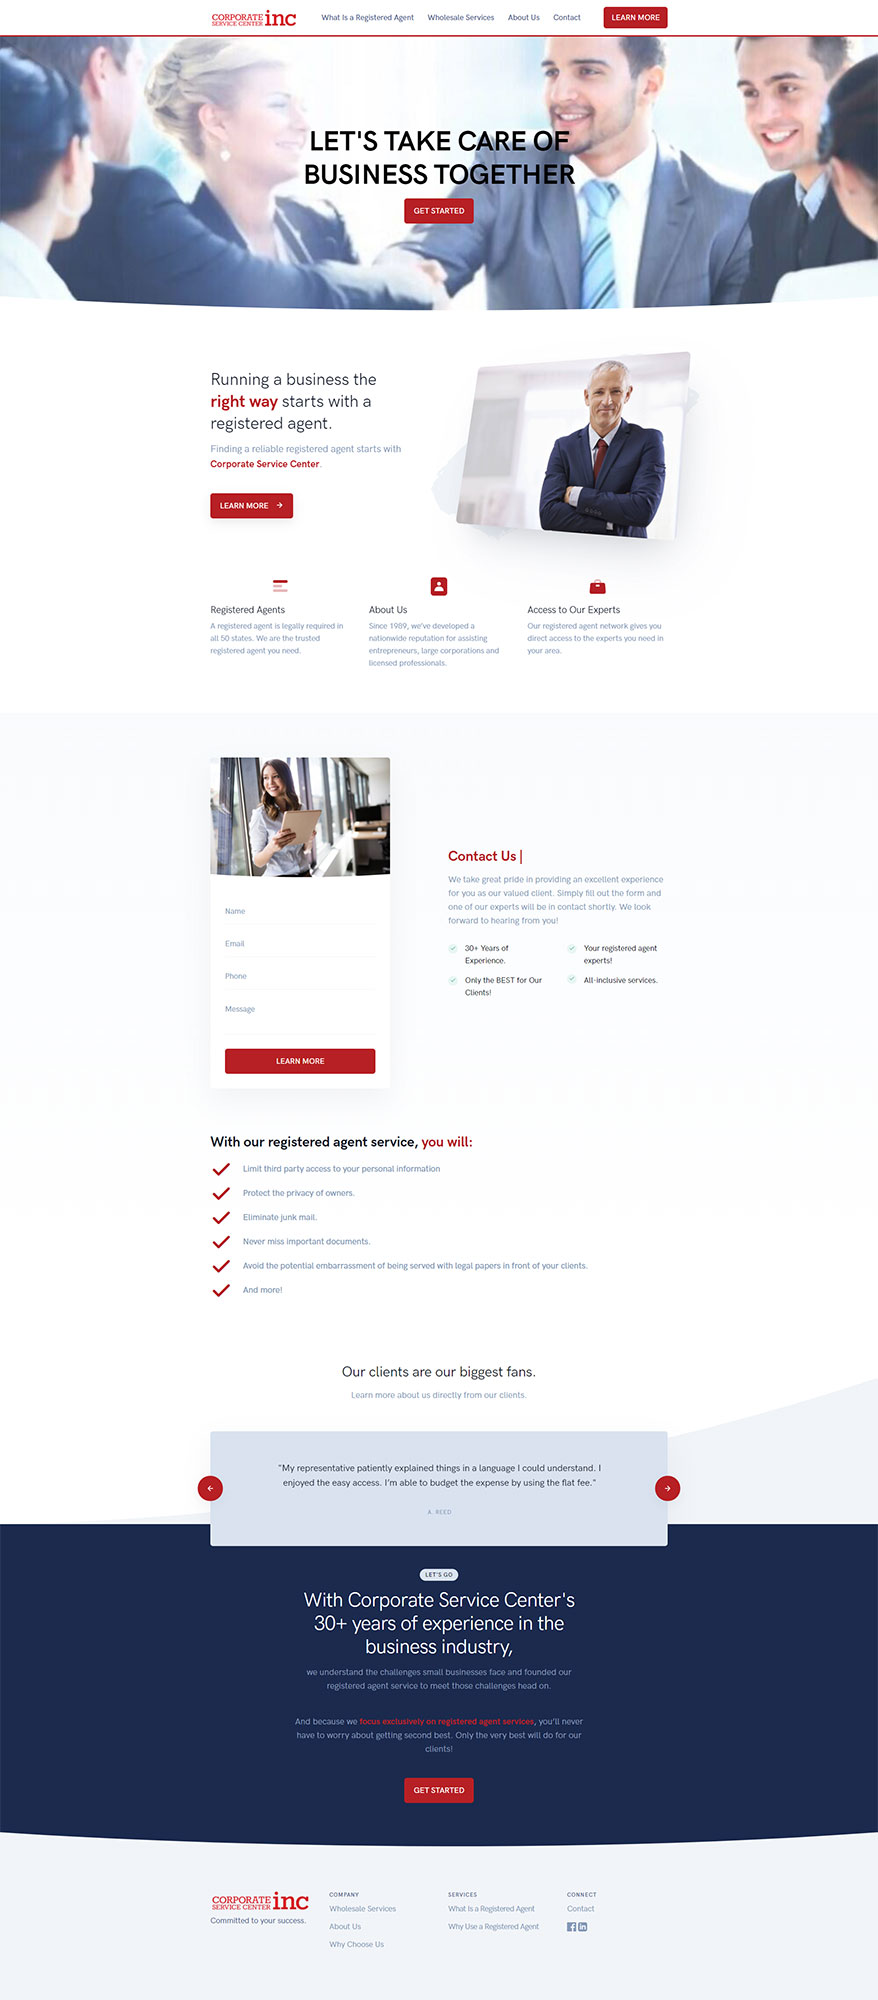 CORPORATE
SERVICE CENTER inc
What Is a Registered Agent
Wholesale Services
About Us
Contact
LEARN MORE
LET'S TAKE CARE OF
BUSINESS TOGETHER
GET STARTED
Running a business the
right way starts with a
registered agent.
Finding a reliable registered agent starts with
Corporate Service Center.
LEARN MORE →
Registered Agents
A registered agent is legally required in
all 50 states. We are the trusted
registered agent you need.
About Us
Since 1989, we've developed a
nationwide reputation for assisting
entrepreneurs, large corporations and
licensed professionals.
Access to Our Experts
Our registered agent network gives you
direct access to the experts you need in
your area.
Name
Email
Phone
Message
LEARN MORE
Contact Us |
We take great pride in providing an excellent experience
for you as our valued client. Simply fill out the form and
one of our experts will be in contact shortly. We look
forward to hearing from you!
30+ Years of
Experience.
Your registered agent
experts!
Only the BEST for Our
Clients!
All-inclusive services.
With our registered agent service, you will:
Limit third party access to your personal information
Protect the privacy of owners.
Eliminate junk mail.
Never miss important documents.
Avoid the potential embarrassment of being served with legal papers in front of your clients.
And more!
Our clients are our biggest fans.
Learn more about us directly from our clients.
"My representative patiently explained things in a language I could understand. I
enjoyed the easy access. I'm able to budget the expense by using the flat fee."
A. REED
LET'S GO
With Corporate Service Center's
30+ years of experience in the
business industry,
we understand the challenges small businesses face and founded our
registered agent service to meet those challenges head on.
And because we focus exclusively on registered agent services, you'll never
have to worry about getting second best. Only the very best will do for our
clients!
GET STARTED
CORPORATE
SERVICE CENTER inc
Committed to your success.
COMPANY
Wholesale Services
About Us
Why Choose Us
SERVICES
What Is a Registered Agent
Why Use a Registered Agent
CONNECT
Contact